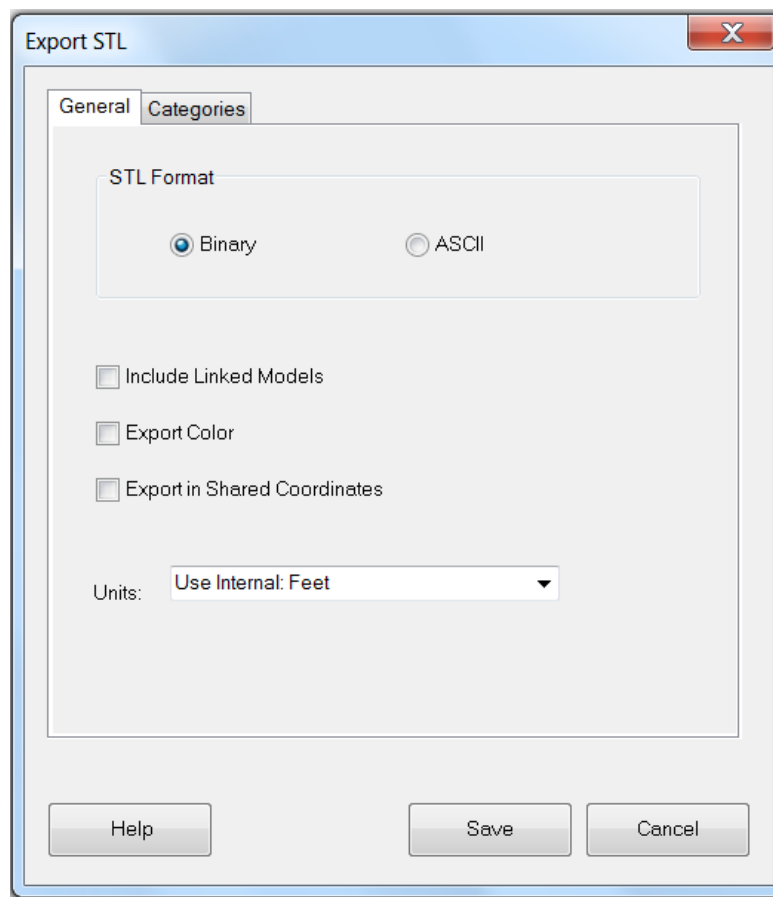 Export STL
General Categories
STL Format
Binary ASCII
Include Linked Models
Export Color
Export in Shared Coordinates
Units: Use Internal: Feet
Help Save Cancel